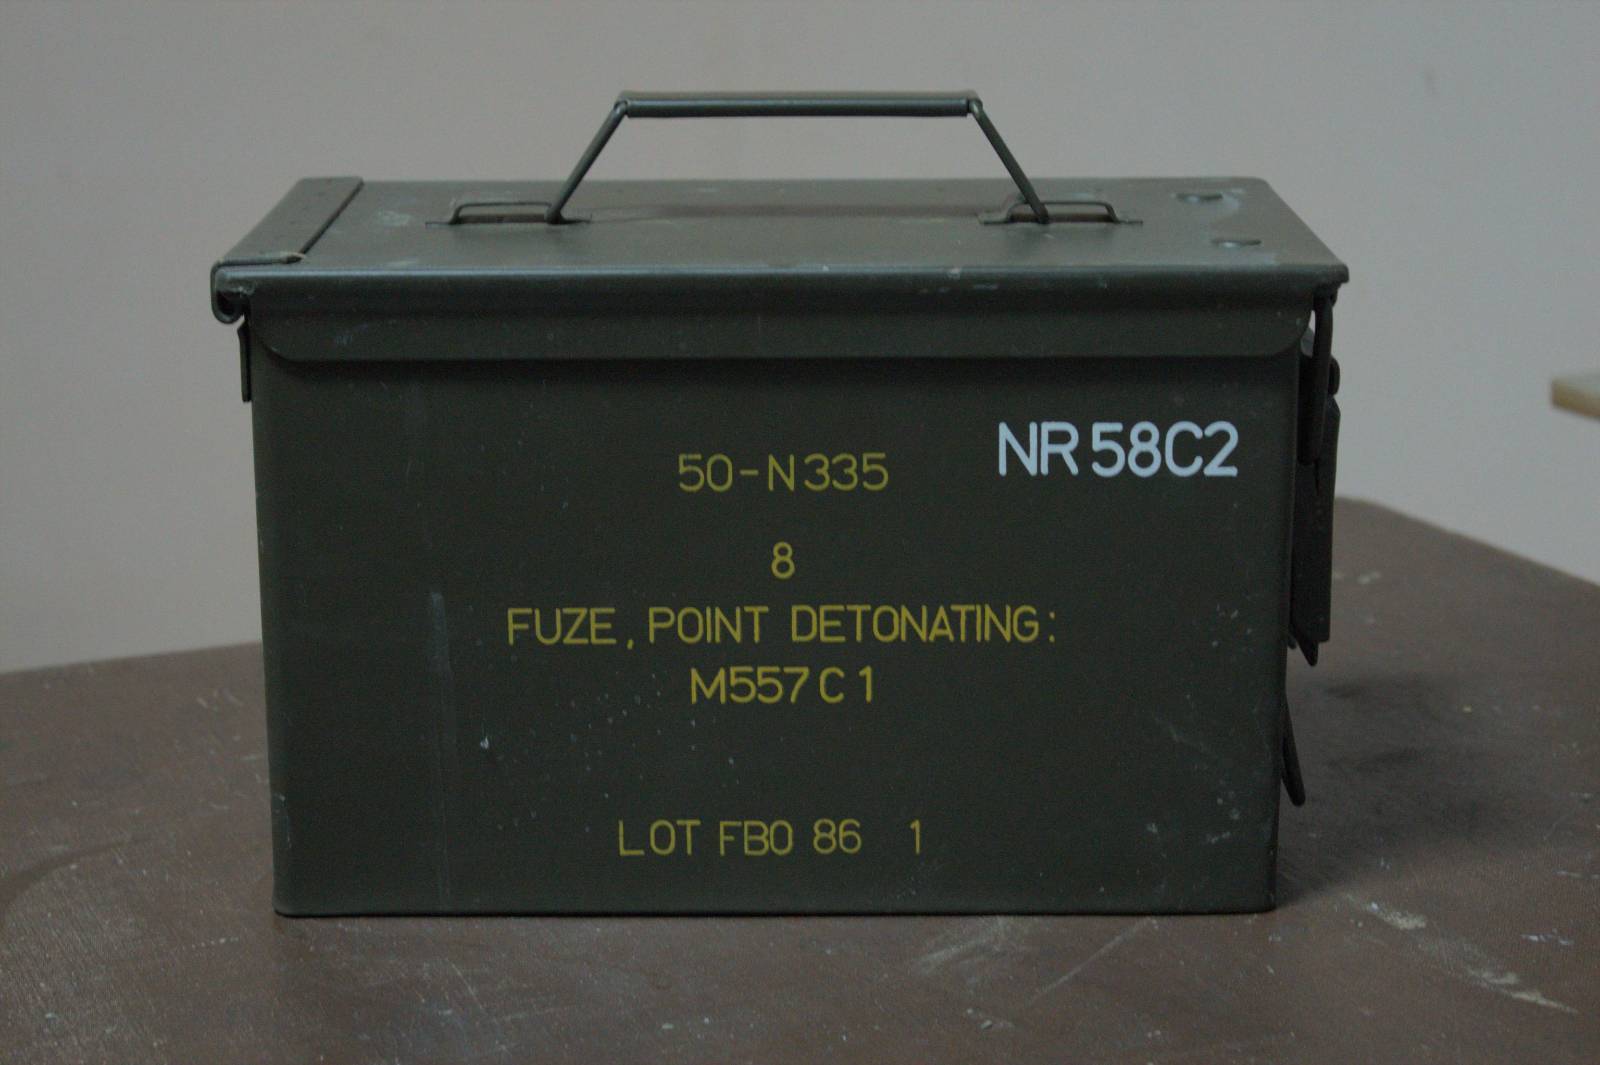 NR 58C2
50-N335
8
FUZE, POINT DETONATING:
M557 C 1
LOT FBO 86 1